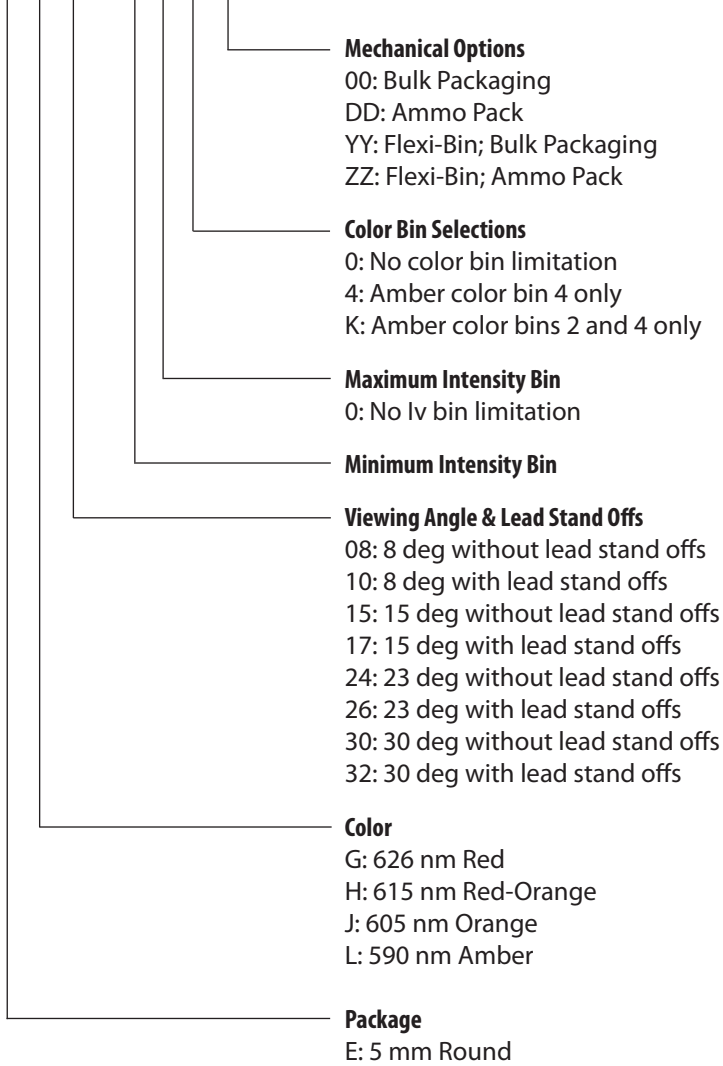 Mechanical Options
00: Bulk Packaging
DD: Ammo Pack
YY: Flexi-Bin; Bulk Packaging
ZZ: Flexi-Bin; Ammo Pack
Color Bin Selections
0: No color bin limitation
4: Amber color bin 4 only
K: Amber color bins 2 and 4 only
Maximum Intensity Bin
0: No Iv bin limitation
Minimum Intensity Bin
Viewing Angle & Lead Stand Offs
08: 8 deg without lead stand offs
10: 8 deg with lead stand offs
15: 15 deg without lead stand offs
17: 15 deg with lead stand offs
24: 23 deg without lead stand offs
26: 23 deg with lead stand offs
30: 30 deg without lead stand offs
32: 30 deg with lead stand offs
Color
G: 626 nm Red
H: 615 nm Red-Orange
J: 605 nm Orange
L: 590 nm Amber
Package
E: 5 mm Round